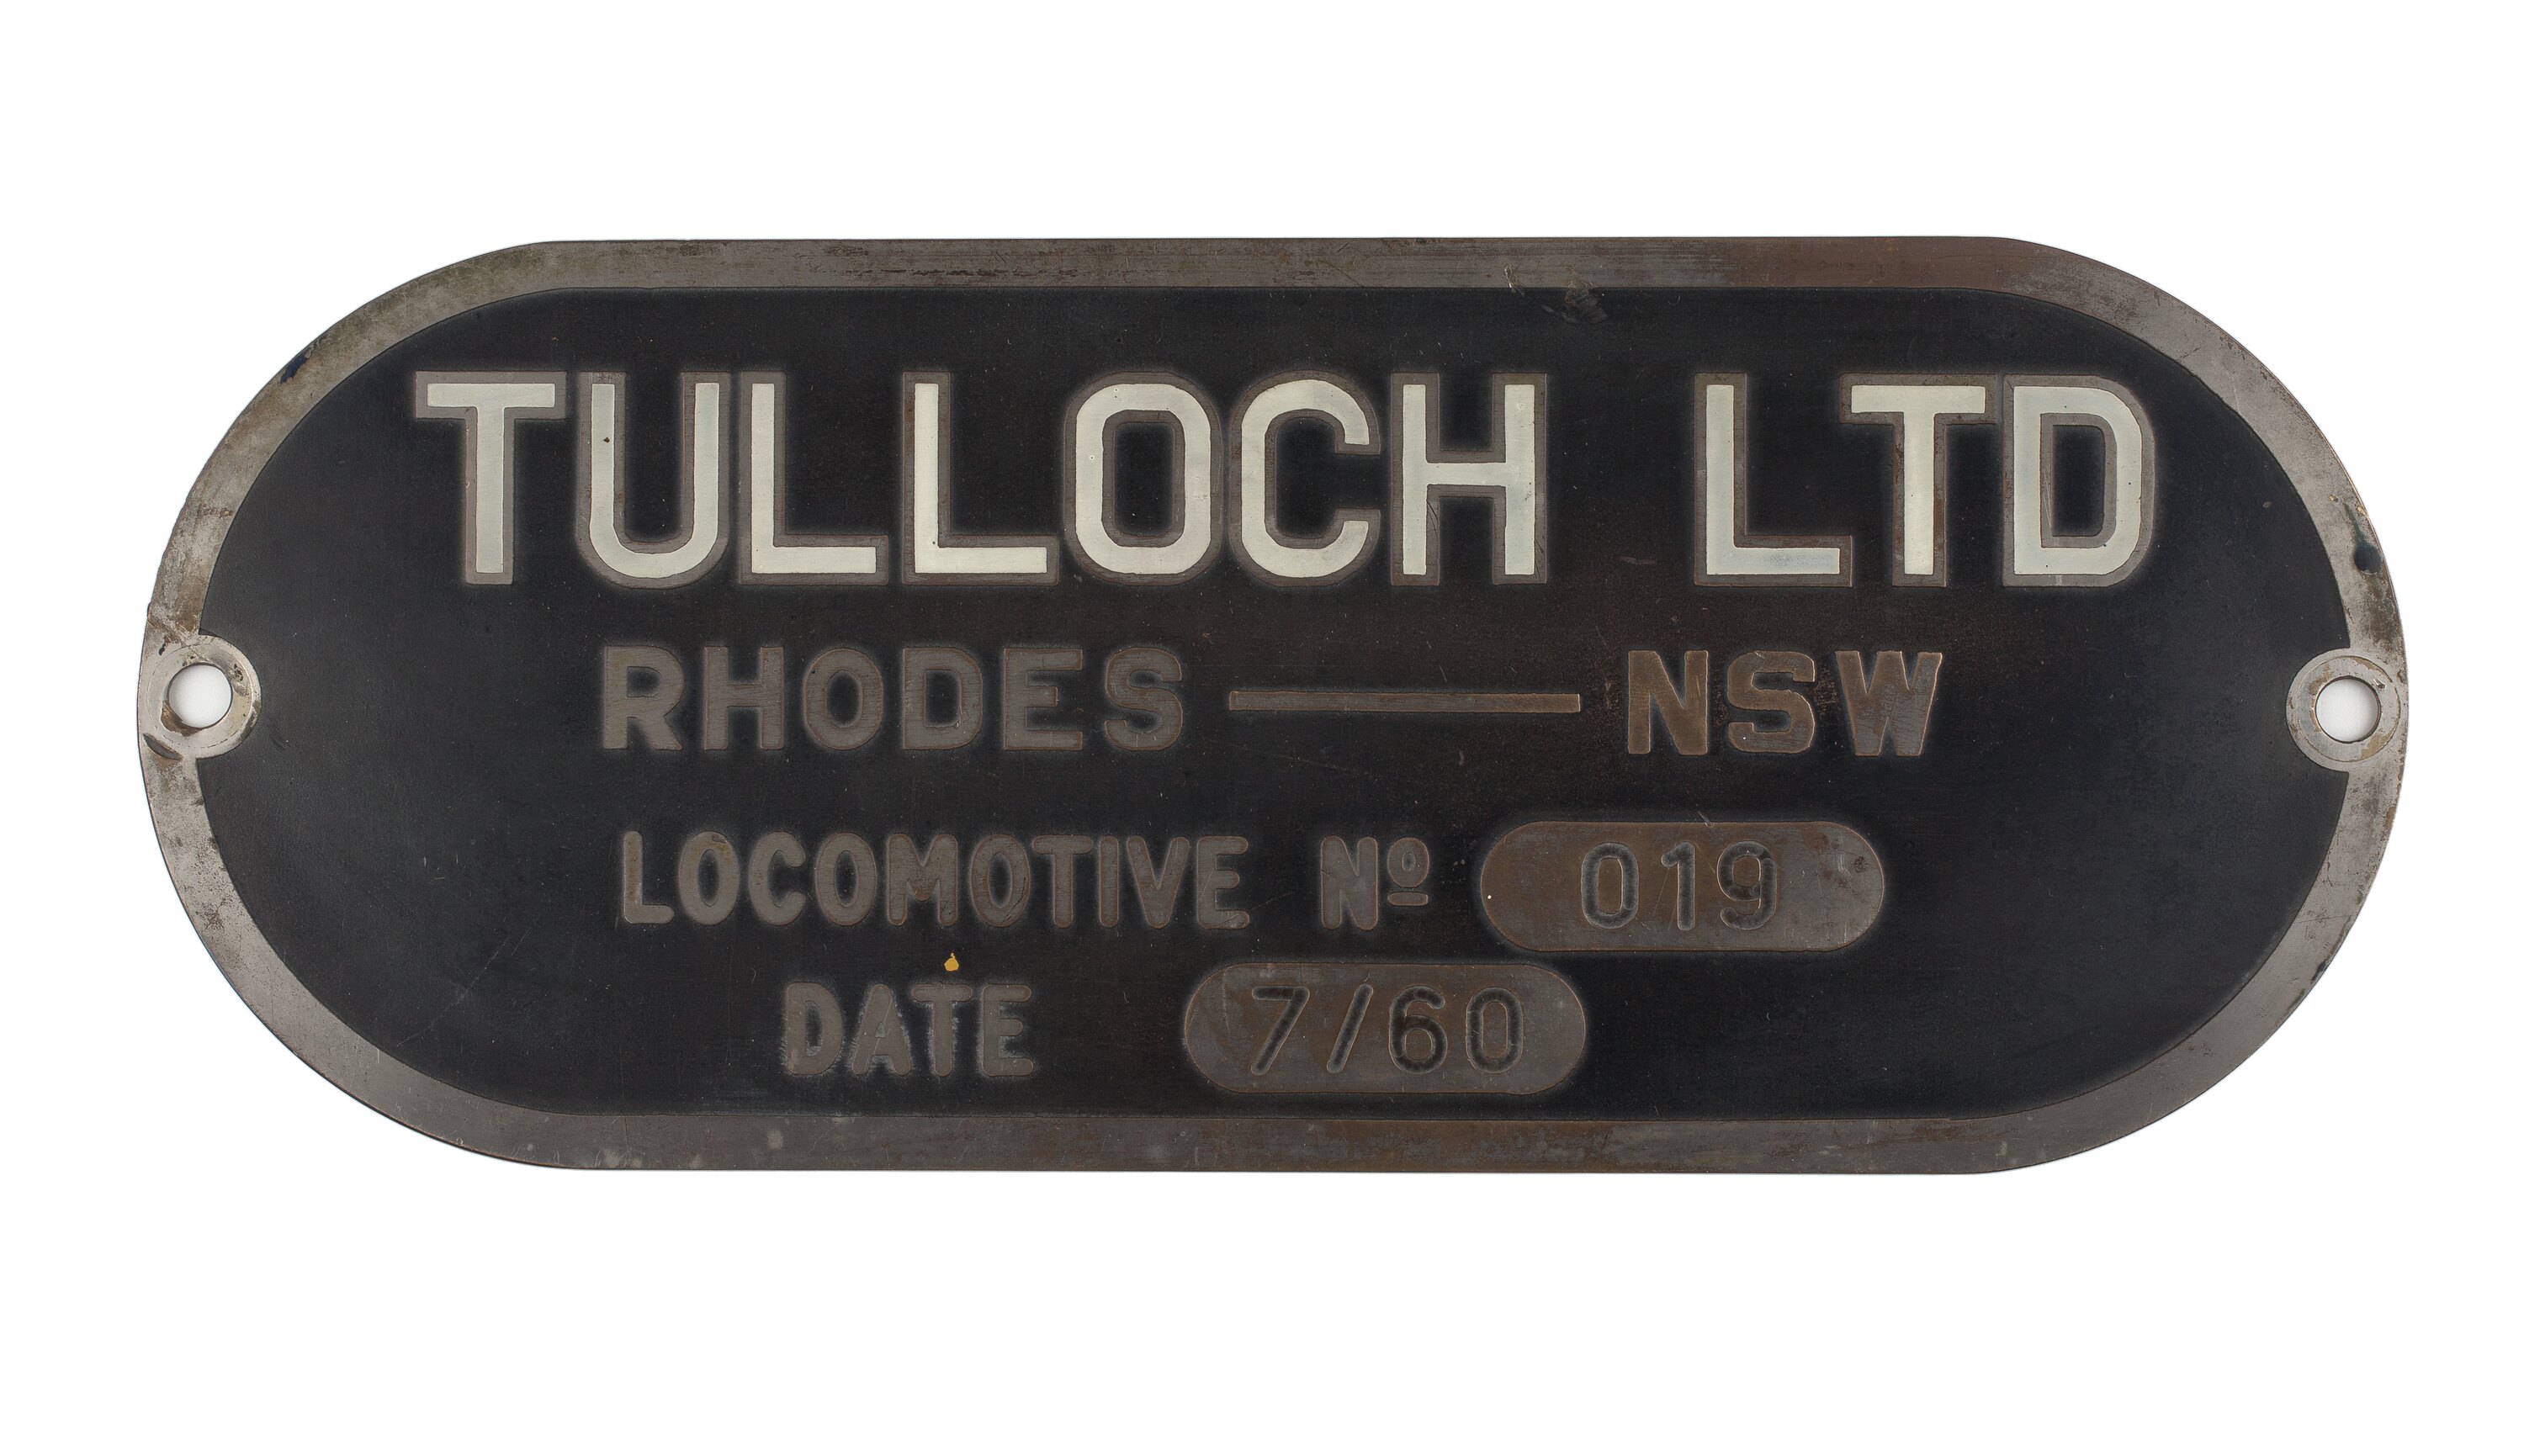 TULLOCH LTD
RHODES — NSW
LOCOMOTIVE Nº 019
DATE 7/60